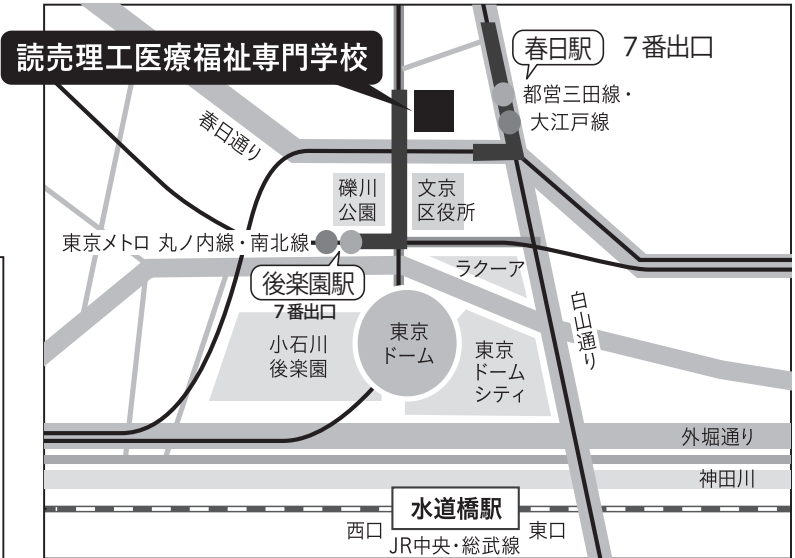 読売理工医療福祉専門学校
春日駅
7番出口
都営三田線・
大江戸線
春日通り
礫川
公園
文京
区役所
東京メトロ 丸ノ内線・南北線
ラクーア
後楽園駅
7番出口
白山通り
小石川
後楽園
東京
ドーム
東京
ドーム
シティ
外堀通り
神田川
水道橋駅
西口
東口
JR中央・総武線